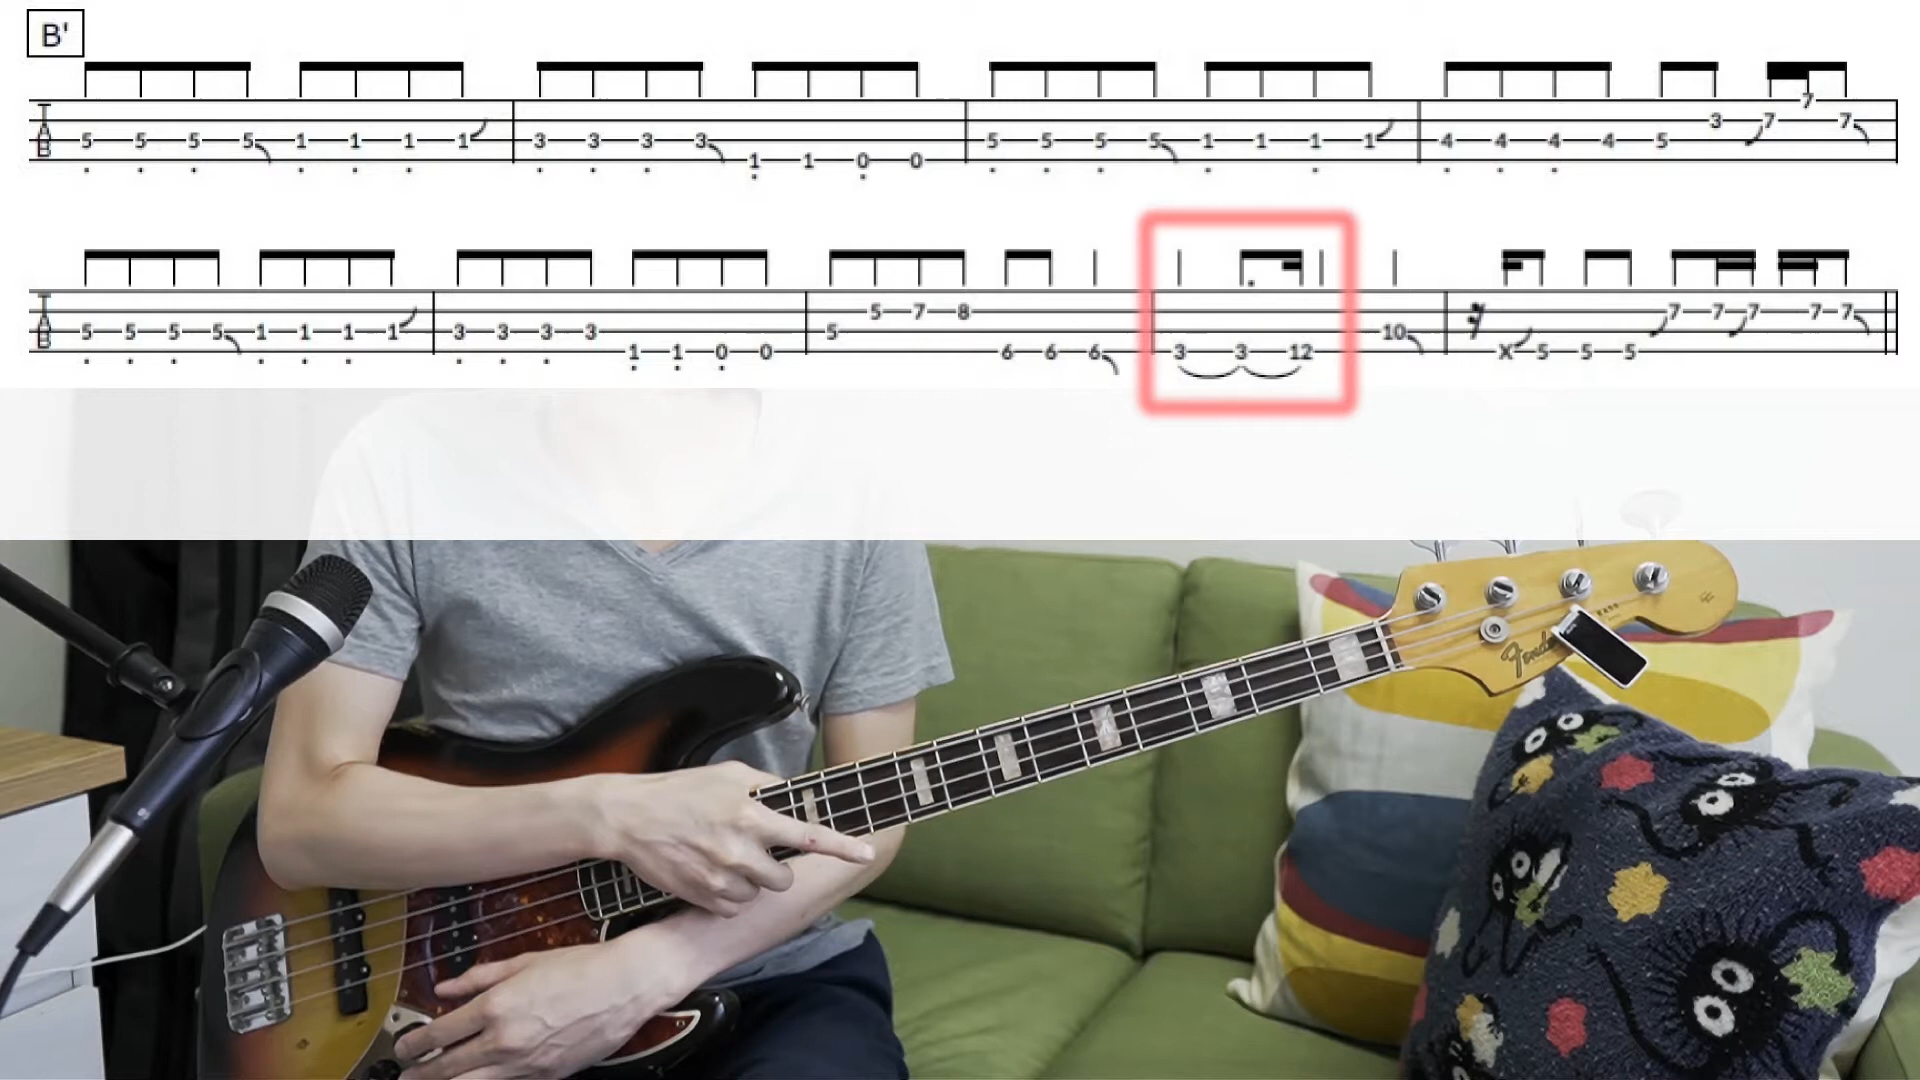 B'
7
3 7 7
5 5 5 5 1 1 1 1 3 3 3 3 5 5 5 5 1 1 1 1 4 4 4 4 5
1 1 0 0
5 7 8 7 7 7 7 7
5 5 5 5 1 1 1 1 3 3 3 3 5 10
1 1 0 0 6 6 6 3 3 12 X 5 5 5
Fender